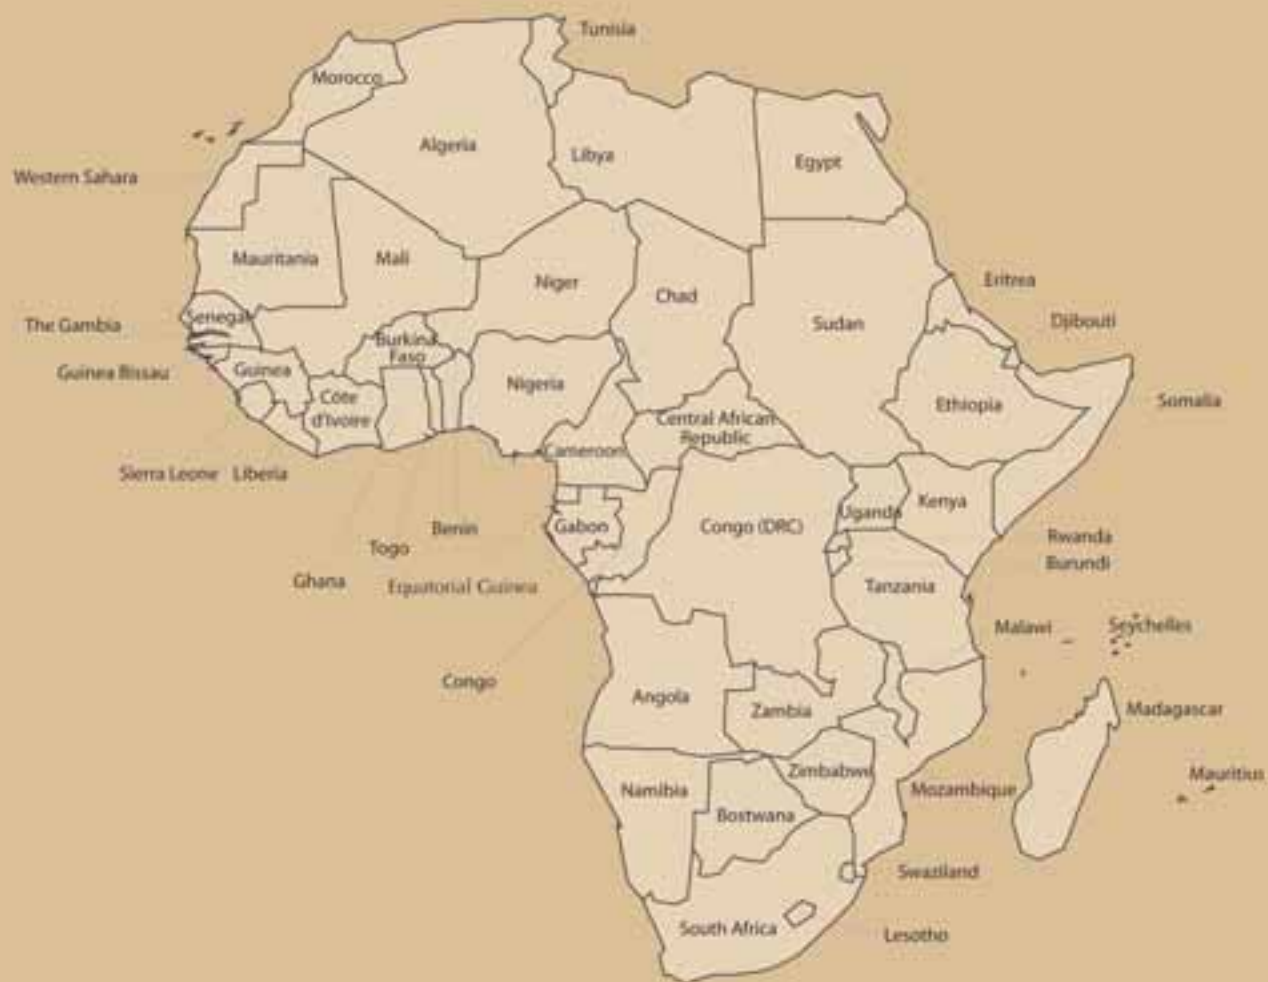 Tunisia
Morocco
Algeria
Libya
Egypt
Western Sahara
Mauritania
Mali
Niger
Chad
Sudan
Eritrea
Djibouti
Senegal
The Gambia
Guinea Bissau
Guinea
Burkina
Faso
Côte
d'Ivoire
Nigeria
Ethiopia
Somalia
Central African
Republic
Cameroon
Sierra Leone
Liberia
Benin
Togo
Ghana
Equatorial Guinea
Gabon
Congo (DRC)
Uganda
Kenya
Rwanda
Burundi
Tanzania
Malawi
Seychelles
Congo
Angola
Zambia
Madagascar
Mauritius
Namibia
Zimbabwe
Mozambique
Bostwana
Swaziland
South Africa
Lesotho